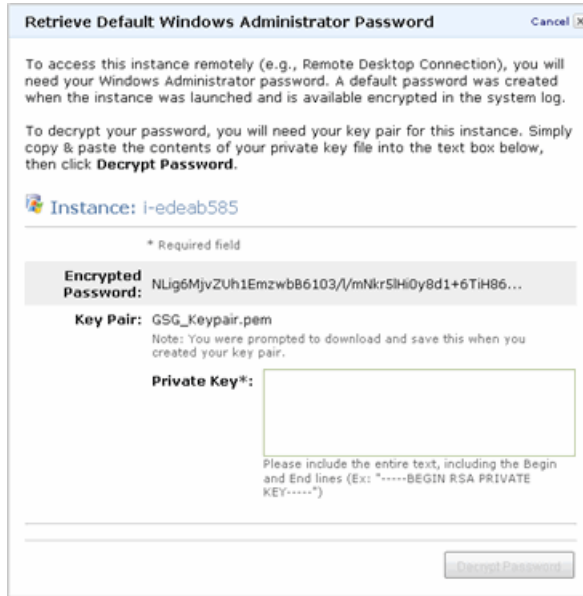 Retrieve Default Windows Administrator Password
Cancel
To access this instance remotely (e.g., Remote Desktop Connection), you will
need your Windows Administrator password. A default password was created
when the instance was launched and is available encrypted in the system log.
To decrypt your password, you will need your key pair for this instance. Simply
copy & paste the contents of your private key file into the text box below,
then click Decrypt Password.
Instance: i-edeab585
* Required field
Encrypted
Password:
NLig6MjvZUh1EmzwbB6103/l/mNkr5lHi0y8d1+6TiH86...
Key Pair: GSG_Keypair.pem
Note: You were prompted to download and save this when you
created your key pair.
Private Key*:
Please include the entire text, including the Begin
and End lines (Ex: "-----BEGIN RSA PRIVATE
KEY-----")
Decrypt Password